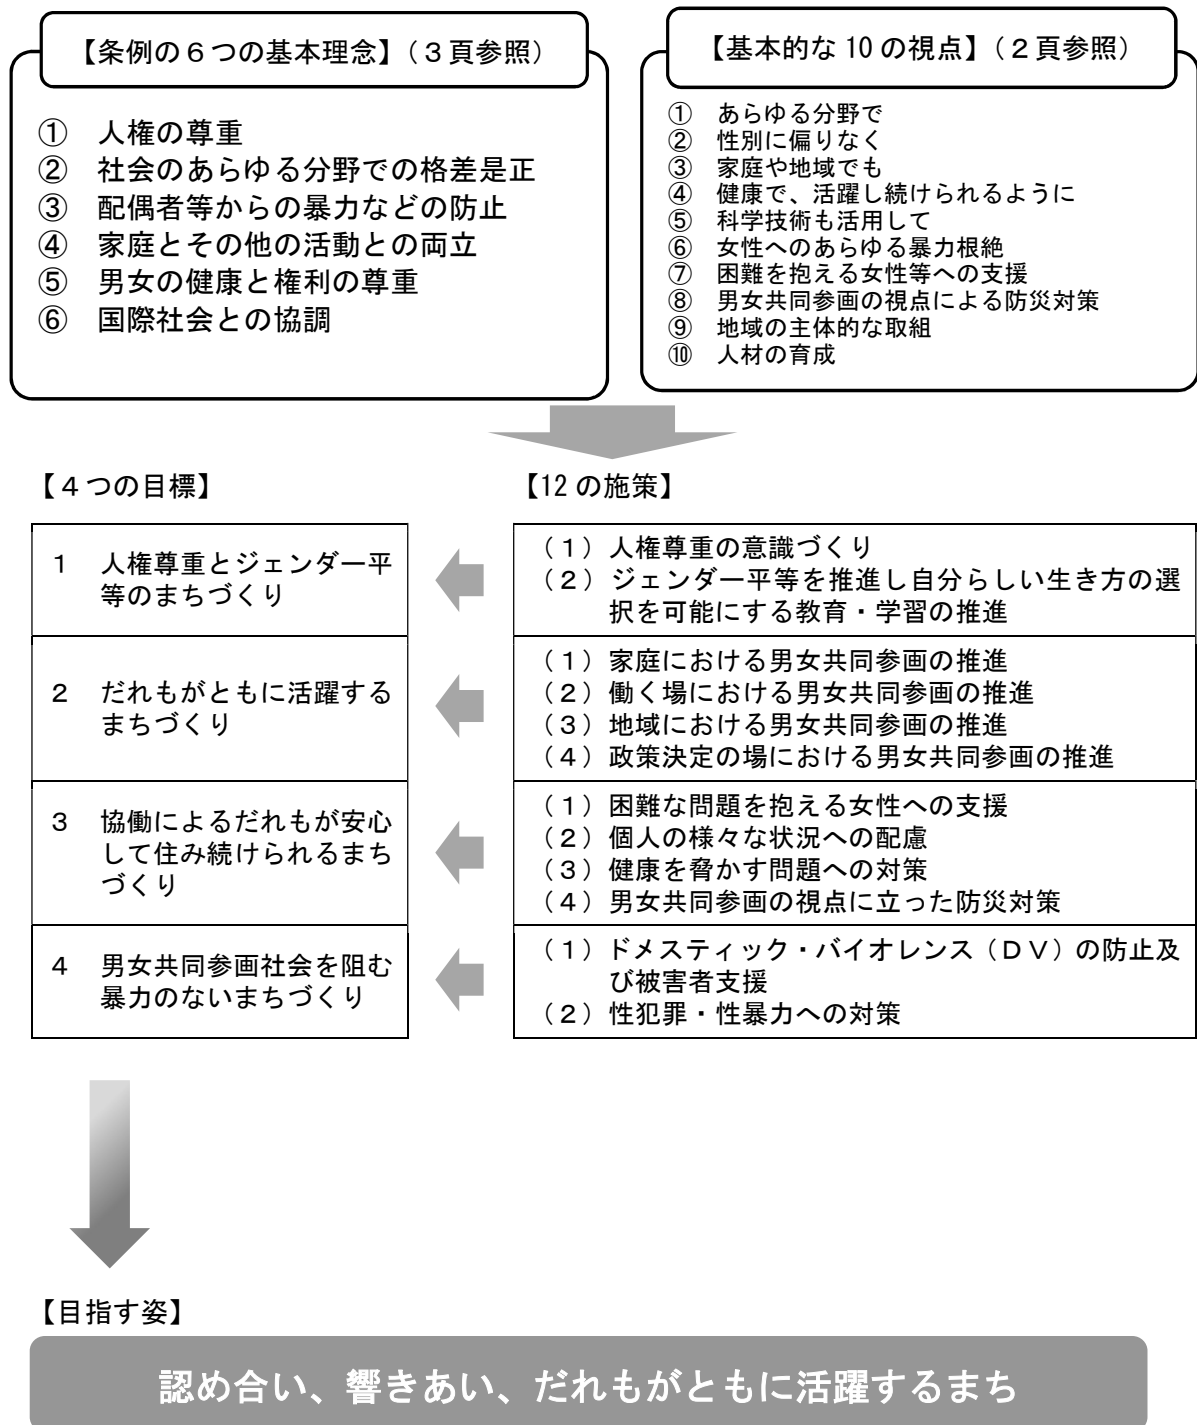 【条例の６つの基本理念】（３頁参照）
① 人権の尊重
② 社会のあらゆる分野での格差是正
③ 配偶者等からの暴力などの防止
④ 家庭とその他の活動との両立
⑤ 男女の健康と権利の尊重
⑥ 国際社会との協調
【基本的な 10 の視点】（２頁参照）
① あらゆる分野で
② 性別に偏りなく
③ 家庭や地域でも
④ 健康で、活躍し続けられるように
⑤ 科学技術も活用して
⑥ 女性へのあらゆる暴力根絶
⑦ 困難を抱える女性等への支援
⑧ 男女共同参画の視点による防災対策
⑨ 地域の主体的な取組
⑩ 人材の育成
【４つの目標】
【12 の施策】
１ 人権尊重とジェンダー平
等のまちづくり
（１）人権尊重の意識づくり
（２）ジェンダー平等を推進し自分らしい生き方の選
択を可能にする教育・学習の推進
２ だれもがともに活躍する
まちづくり
（１）家庭における男女共同参画の推進
（２）働く場における男女共同参画の推進
（３）地域における男女共同参画の推進
（４）政策決定の場における男女共同参画の推進
３ 協働によるだれもが安心
して住み続けられるまち
づくり
（１）困難な問題を抱える女性への支援
（２）個人の様々な状況への配慮
（３）健康を脅かす問題への対策
（４）男女共同参画の視点に立った防災対策
４ 男女共同参画社会を阻む
暴力のないまちづくり
（１）ドメスティック・バイオレンス（ＤＶ）の防止及
び被害者支援
（２）性犯罪・性暴力への対策
【目指す姿】
認め合い、響きあい、だれもがともに活躍するまち